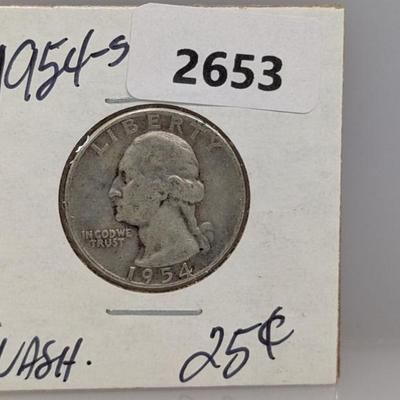 1954-S
2653
LIBERTY
IN GOD WE
TRUST
1954
WASH.
25¢